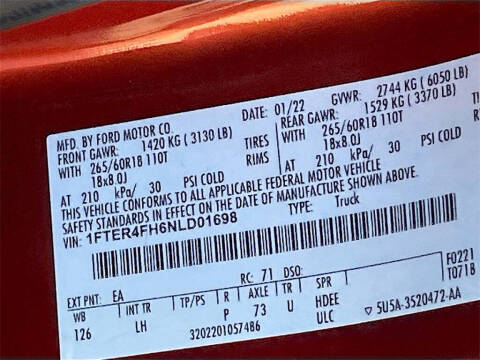 MFD. BY FORD MOTOR CO. DATE: 01/22 GVWR: 2744 KG (6050 LB)
FRONT GAWR: 1420 KG (3130 LB) REAR GAWR: 1529 KG (3370 LB)
WITH 265/60R18 110T TIRES WITH 265/60R18 110T TIRE
18x8.0J RIMS 18x8.0J
AT 210 kPa/ 30 PSI COLD AT 210 kPa/ 30 PSI COLD
THIS VEHICLE CONFORMS TO ALL APPLICABLE FEDERAL MOTOR VEHICLE
SAFETY STANDARDS IN EFFECT ON THE DATE OF MANUFACTURE SHOWN ABOVE.
VIN: 1FTER4FH6NLD01698 TYPE: Truck
EXT PNT: EA RC: 71 DSO: F0221
WB INT TR TP/PS R AXLE TR SPR T0718
126 LH P 73 U HDEE 5U5A-3520472-AA
3202201057486 ULC